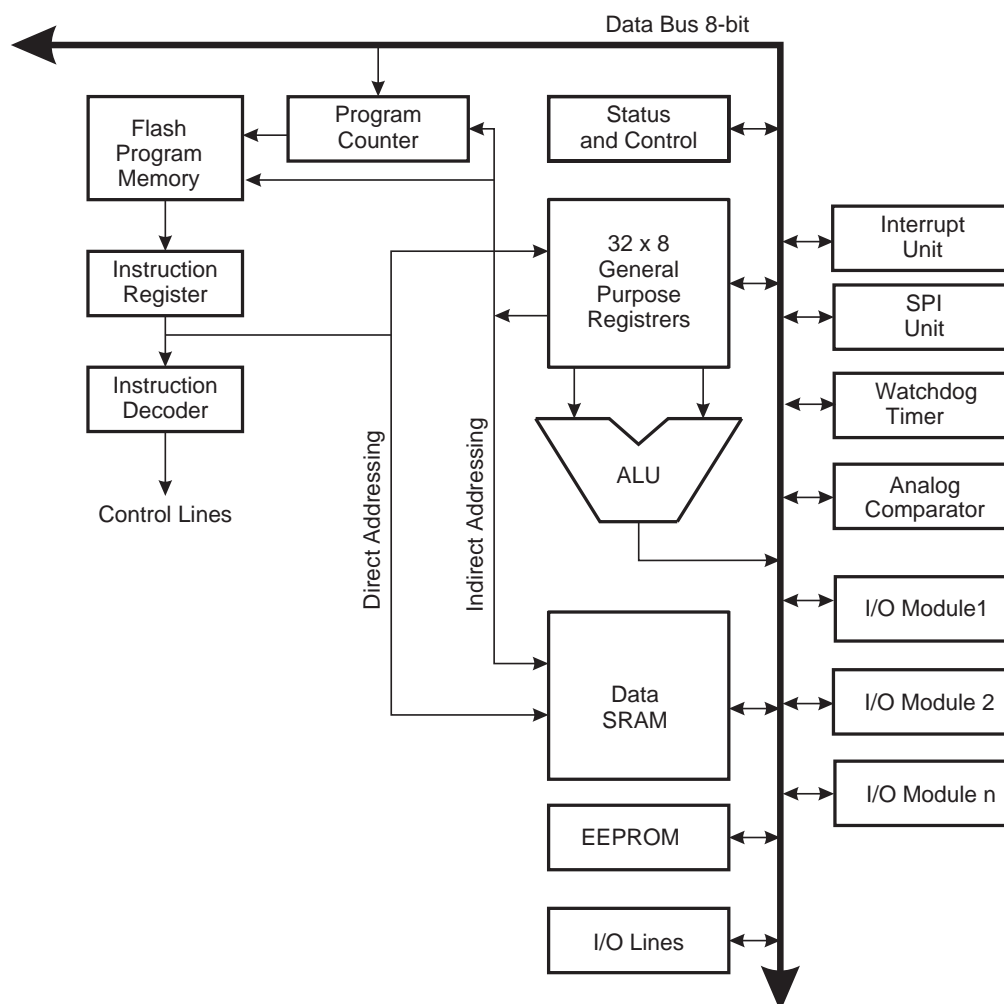 Data Bus 8-bit
Flash
Program
Memory
Program
Counter
Status
and Control
Interrupt
Unit
32 x 8
General
Purpose
Registrers
Instruction
Register
SPI
Unit
Instruction
Decoder
Watchdog
Timer
Direct Addressing
Indirect Addressing
ALU
Analog
Comparator
Control Lines
I/O Module1
Data
SRAM
I/O Module 2
I/O Module n
EEPROM
I/O Lines